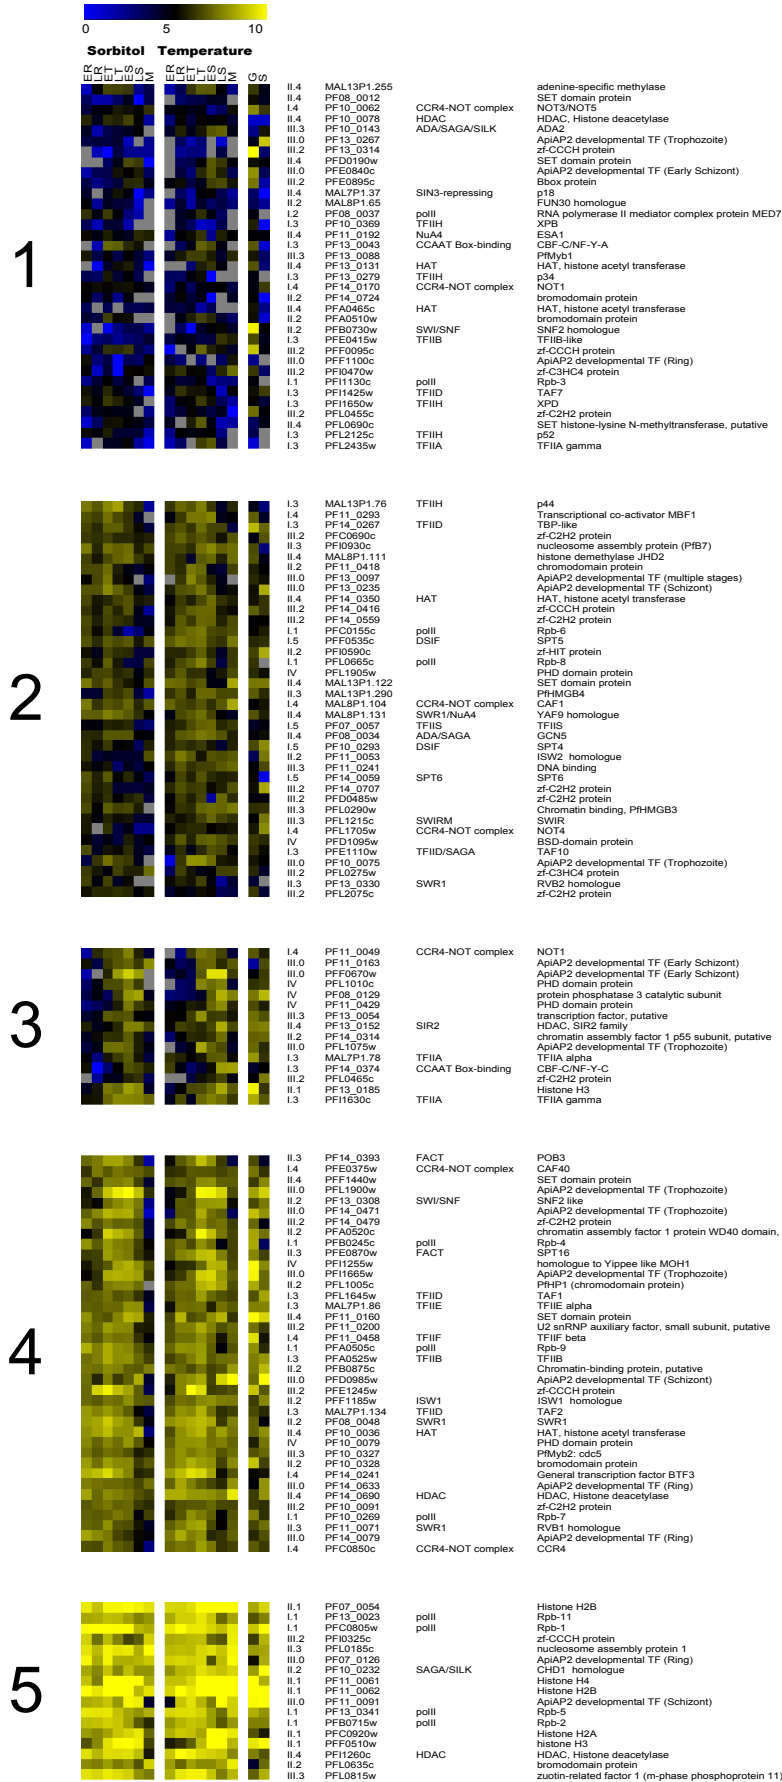 0 5 10
Sorbitol Temperature
ER LR ET LT ES LS M ER LR ET LT ES LS M G S
1
II.4 MAL13P1.255 adenine-specific methylase
II.4 PF08_0012 SET domain protein
I.4 PF10_0062 CCR4-NOT complex NOT3/NOT5
II.4 PF10_0078 HDAC HDAC, Histone deacetylase
III.3 PF10_0143 ADA/SAGA/SILK ADA2
III.0 PF13_0267 ApiAP2 developmental TF (Trophozoite)
III.2 PF13_0314 zf-CCCH protein
II.4 PFD0190w SET domain protein
III.0 PFE0840c ApiAP2 developmental TF (Early Schizont)
III.2 PFE0895c Bbox protein
II.4 MAL7P1.37 SIN3-repressing p18
II.2 MAL8P1.65 FUN30 homologue
I.2 PF08_0037 polII RNA polymerase II mediator complex protein MED7
I.3 PF10_0369 TFIIH XPB
II.4 PF11_0192 NuA4 ESA1
I.3 PF13_0043 CCAAT Box-binding CBF-C/NF-Y-A
III.3 PF13_0088 PfMyb1
II.4 PF13_0131 HAT HAT, histone acetyl transferase
I.3 PF13_0279 TFIIH p34
I.4 PF14_0170 CCR4-NOT complex NOT1
II.2 PF14_0724 bromodomain protein
II.4 PFA0465c HAT HAT, histone acetyl transferase
II.2 PFA0510w bromodomain protein
II.2 PFB0730w SWI/SNF SNF2 homologue
I.3 PFE0415w TFIIB TFIIB-like
III.2 PFF0095c zf-CCCH protein
III.0 PFF1100c ApiAP2 developmental TF (Ring)
III.2 PFI0470w zf-C3HC4 protein
I.1 PFI1130c polII Rpb-3
I.3 PFI1425w TFIID TAF7
I.3 PFI1650w TFIIH XPD
III.2 PFL0455c zf-C2H2 protein
II.4 PFL0690c SET histone-lysine N-methyltransferase, putative
I.3 PFL2125c TFIIH p52
I.3 PFL2435w TFIIA TFIIA gamma
2
I.3 MAL13P1.76 TFIIH p44
I.4 PF11_0293 Transcriptional co-activator MBF1
I.3 PF14_0267 TFIID TBP-like
III.2 PFC0690c zf-C2H2 protein
II.3 PFI0930c nucleosome assembly protein (PfB7)
II.4 MAL8P1.111 histone demethylase JHD2
II.2 PF11_0418 chromodomain protein
III.0 PF13_0097 ApiAP2 developmental TF (multiple stages)
III.0 PF13_0235 ApiAP2 developmental TF (Schizont)
II.4 PF14_0350 HAT HAT, histone acetyl transferase
III.2 PF14_0416 zf-CCCH protein
III.2 PF14_0559 zf-C2H2 protein
I.1 PFC0155c polII Rpb-6
I.5 PFF0535c DSIF SPT5
II.2 PFI0590c zf-HIT protein
I.1 PFL0665c polII Rpb-8
IV PFL1905w PHD domain protein
II.4 MAL13P1.122 SET domain protein
II.3 MAL13P1.290 PfHMGB4
I.4 MAL8P1.104 CCR4-NOT complex CAF1
II.4 MAL8P1.131 SWR1/NuA4 YAF9 homologue
I.5 PF07_0057 TFIIS TFIIS
II.4 PF08_0034 ADA/SAGA GCN5
I.5 PF10_0293 DSIF SPT4
II.2 PF11_0053 ISW2 homologue
III.3 PF11_0241 DNA binding
I.5 PF14_0059 SPT6 SPT6
III.2 PF14_0707 zf-C2H2 protein
III.2 PFD0485w zf-C2H2 protein
III.3 PFL0290w Chromatin binding, PfHMGB3
III.3 PFL1215c SWIRM SWIR
I.4 PFL1705w CCR4-NOT complex NOT4
IV PFD1095w BSD-domain protein
I.3 PFE1110w TFIID/SAGA TAF10
III.0 PF10_0075 ApiAP2 developmental TF (Trophozoite)
III.2 PFL0275w zf-C3HC4 protein
II.3 PF13_0330 SWR1 RVB2 homologue
III.2 PFL2075c zf-C2H2 protein
3
I.4 PF11_0049 CCR4-NOT complex NOT1
III.0 PF11_0163 ApiAP2 developmental TF (Early Schizont)
III.0 PFF0670w ApiAP2 developmental TF (Early Schizont)
IV PFL1010c PHD domain protein
IV PF08_0129 protein phosphatase 3 catalytic subunit
IV PF11_0429 PHD domain protein
III.3 PF13_0054 transcription factor, putative
II.4 PF13_0152 SIR2 HDAC, SIR2 family
II.2 PF14_0314 chromatin assembly factor 1 p55 subunit, putative
III.0 PFL1075w ApiAP2 developmental TF (Trophozoite)
I.3 MAL7P1.78 TFIIA TFIIA alpha
I.3 PF14_0374 CCAAT Box-binding CBF-C/NF-Y-C
III.2 PFL0465c zf-C2H2 protein
II.1 PF13_0185 Histone H3
I.3 PFI1630c TFIIA TFIIA gamma
4
II.3 PF14_0393 FACT POB3
I.4 PFE0375w CCR4-NOT complex CAF40
II.4 PFF1440w SET domain protein
III.0 PFL1900w ApiAP2 developmental TF (Trophozoite)
II.2 PF13_0308 SWI/SNF SNF2 like
III.0 PF14_0471 ApiAP2 developmental TF (Trophozoite)
III.2 PF14_0479 zf-C2H2 protein
II.2 PFA0520c chromatin assembly factor 1 protein WD40 domain,
I.1 PFB0245c polII Rpb-4
II.3 PFE0870w FACT SPT16
IV PFI1255w homologue to Yippee like MOH1
III.0 PFI1665w ApiAP2 developmental TF (Trophozoite)
II.2 PFL1005c PfHP1 (chromodomain protein)
I.3 PFL1645w TFIID TAF1
I.3 MAL7P1.86 TFIIE TFIIE alpha
II.4 PF11_0160 SET domain protein
III.2 PF11_0200 U2 snRNP auxiliary factor, small subunit, putative
I.4 PF11_0458 TFIIF TFIIF beta
I.1 PFA0505c polII Rpb-9
I.3 PFA0525w TFIIB TFIIB
II.2 PFB0875c Chromatin-binding protein, putative
III.0 PFD0985w ApiAP2 developmental TF (Schizont)
III.2 PFE1245w zf-CCCH protein
II.2 PFF1185w ISW1 ISW1 homologue
I.3 MAL7P1.134 TFIID TAF2
II.2 PF08_0048 SWR1 SWR1
II.4 PF10_0036 HAT HAT, histone acetyl transferase
IV PF10_0079 PHD domain protein
III.3 PF10_0327 PfMyb2: cdc5
II.2 PF10_0328 bromodomain protein
I.4 PF14_0241 General transcription factor BTF3
III.0 PF14_0633 ApiAP2 developmental TF (Ring)
II.4 PF14_0690 HDAC HDAC, Histone deacetylase
III.2 PF10_0091 zf-C2H2 protein
I.1 PF10_0269 polII Rpb-7
II.3 PF11_0071 SWR1 RVB1 homologue
III.0 PF14_0079 ApiAP2 developmental TF (Ring)
I.4 PFC0850c CCR4-NOT complex CCR4
5
II.1 PF07_0054 Histone H2B
I.1 PF13_0023 polII Rpb-11
I.1 PFC0805w polII Rpb-1
III.2 PFI0325c zf-CCCH protein
II.3 PFL0185c nucleosome assembly protein 1
III.0 PF07_0126 ApiAP2 developmental TF (Ring)
II.2 PF10_0232 SAGA/SILK CHD1 homologue
II.1 PF11_0061 Histone H4
II.1 PF11_0062 Histone H2B
III.0 PF11_0091 ApiAP2 developmental TF (Schizont)
I.1 PF13_0341 polII Rpb-5
I.1 PFB0715w polII Rpb-2
II.1 PFC0920w Histone H2A
II.1 PFF0510w histone H3
II.4 PFI1260c HDAC HDAC, Histone deacetylase
II.2 PFL0635c bromodomain protein
III.3 PFL0815w zuotin-related factor 1 (m-phase phosphoprotein 11)